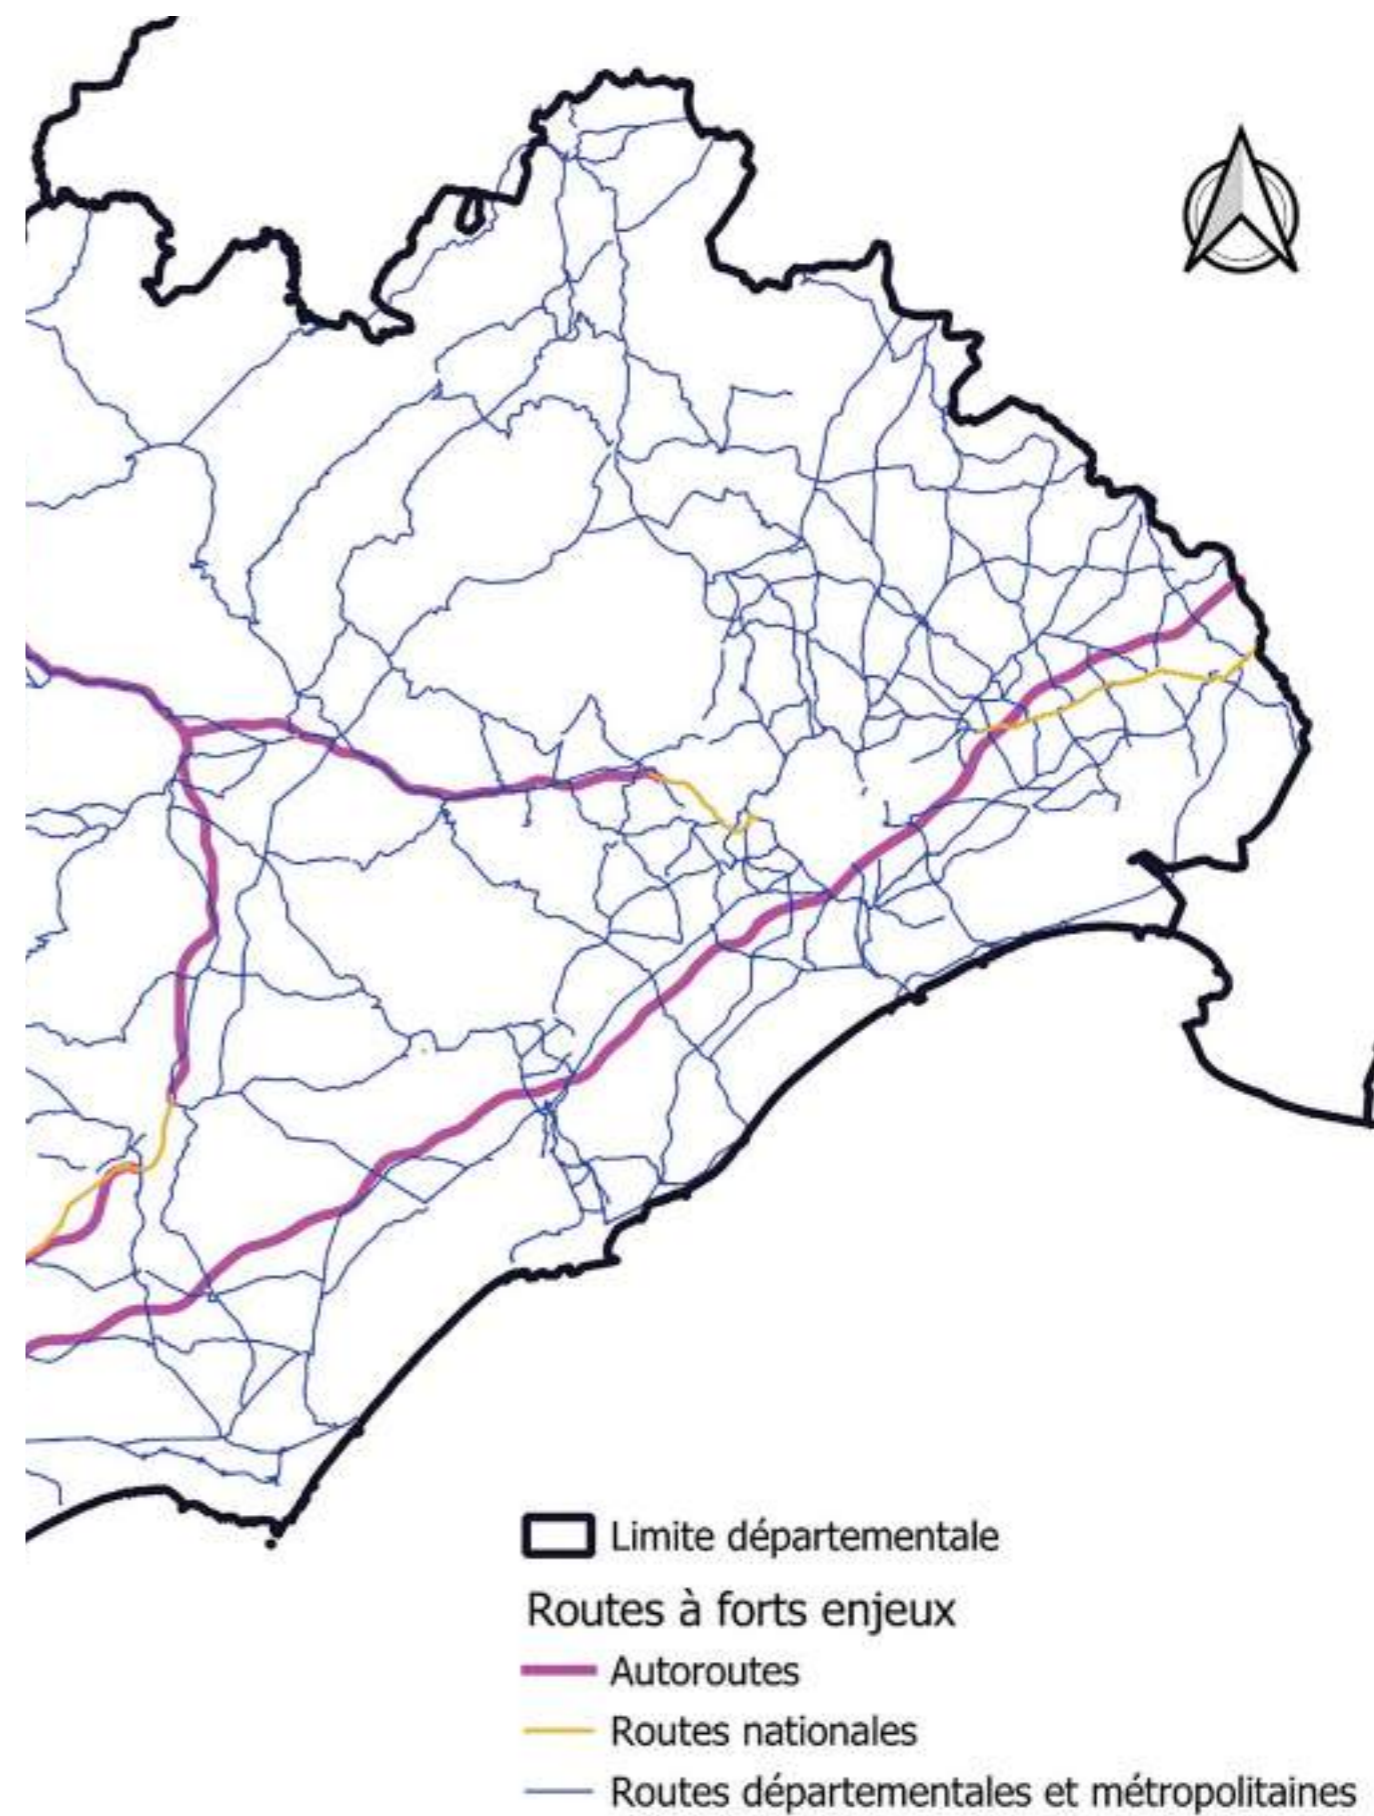 Limite départementale
Routes à forts enjeux
Autoroutes
Routes nationales
Routes départementales et métropolitaines